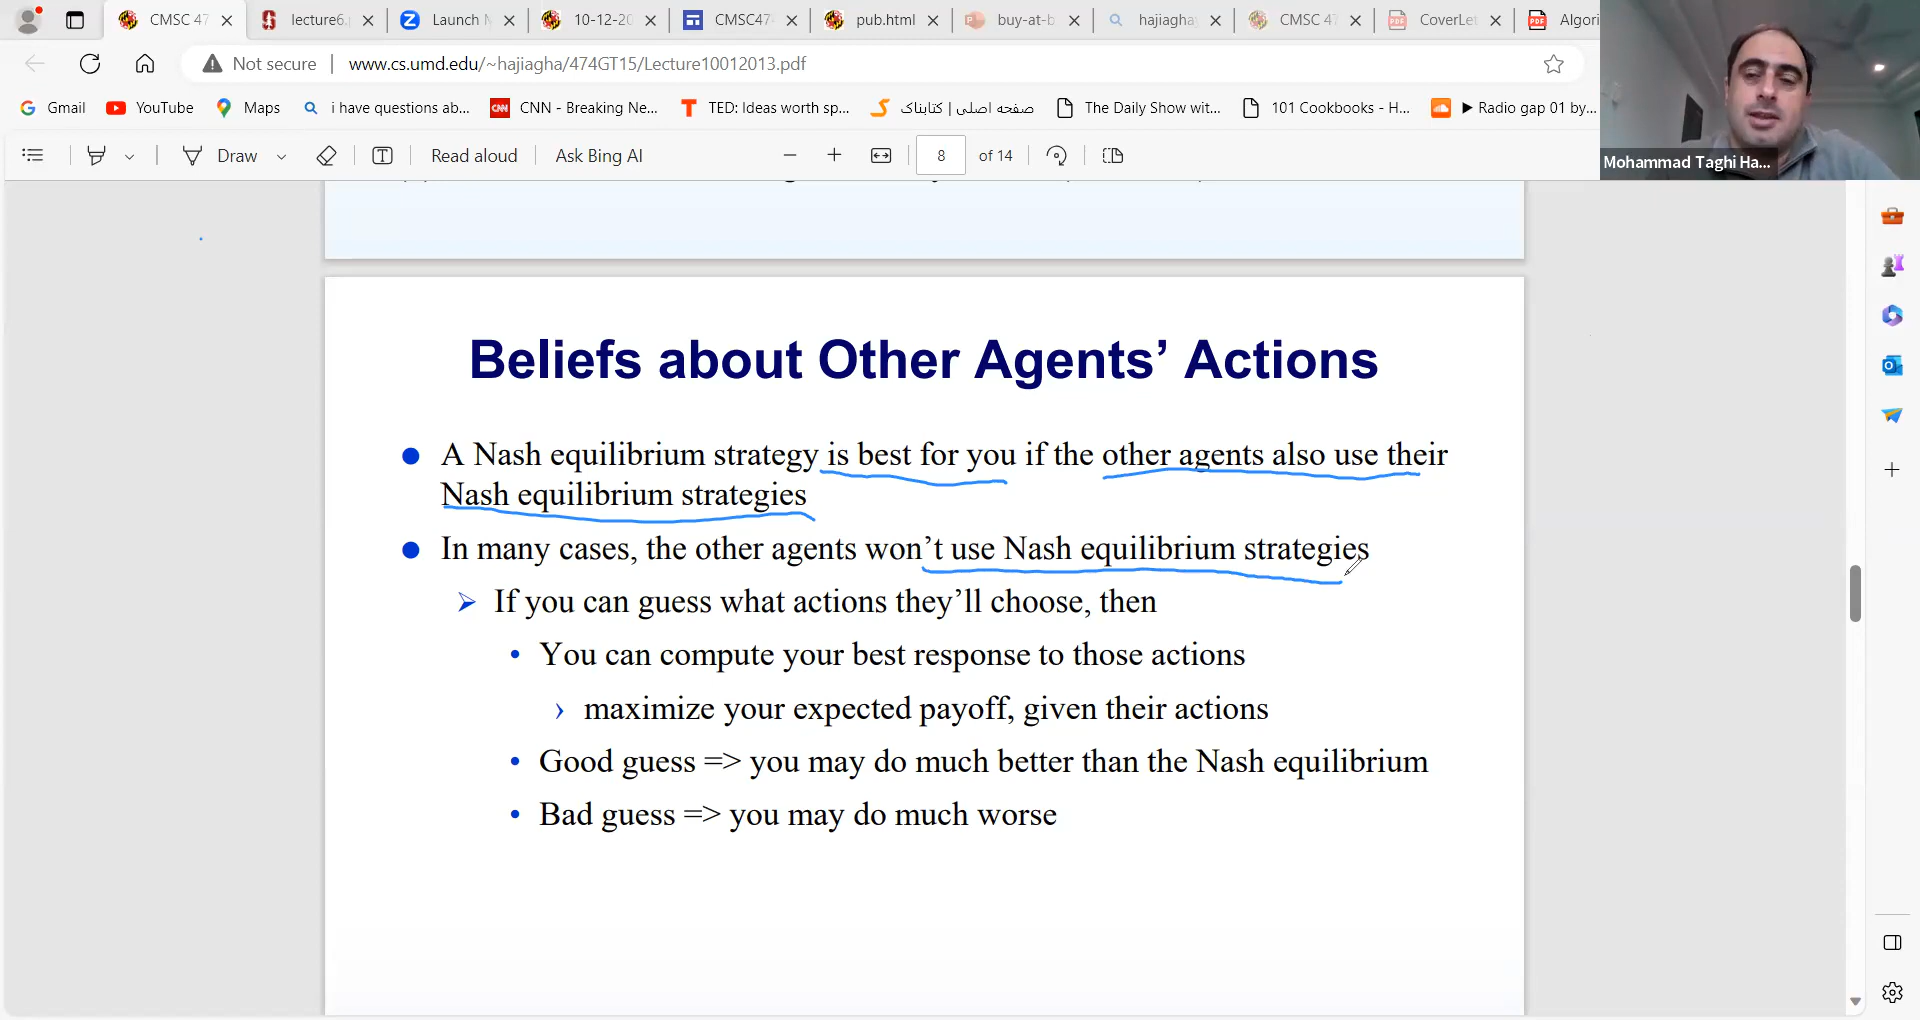 CMSC 47
lecture6.
Launch M
10-12-20
CMSC47
pub.html
buy-at-b
hajiagha
CMSC 47
CoverLet
Algori
Not secure
www.cs.umd.edu/~hajiagha/474GT15/Lecture10012013.pdf
Gmail
YouTube
Maps
i have questions ab...
CNN - Breaking Ne...
TED: Ideas worth sp...
صفحه اصلی | کتابناک
The Daily Show wit...
101 Cookbooks - H...
▶ Radio gap 01 by...
Draw
Read aloud
Ask Bing AI
8
of 14
Mohammad Taghi Ha...
Beliefs about Other Agents’ Actions
● A Nash equilibrium strategy is best for you if the other agents also use their
Nash equilibrium strategies
● In many cases, the other agents won’t use Nash equilibrium strategies
➢ If you can guess what actions they’ll choose, then
• You can compute your best response to those actions
› maximize your expected payoff, given their actions
• Good guess => you may do much better than the Nash equilibrium
• Bad guess => you may do much worse